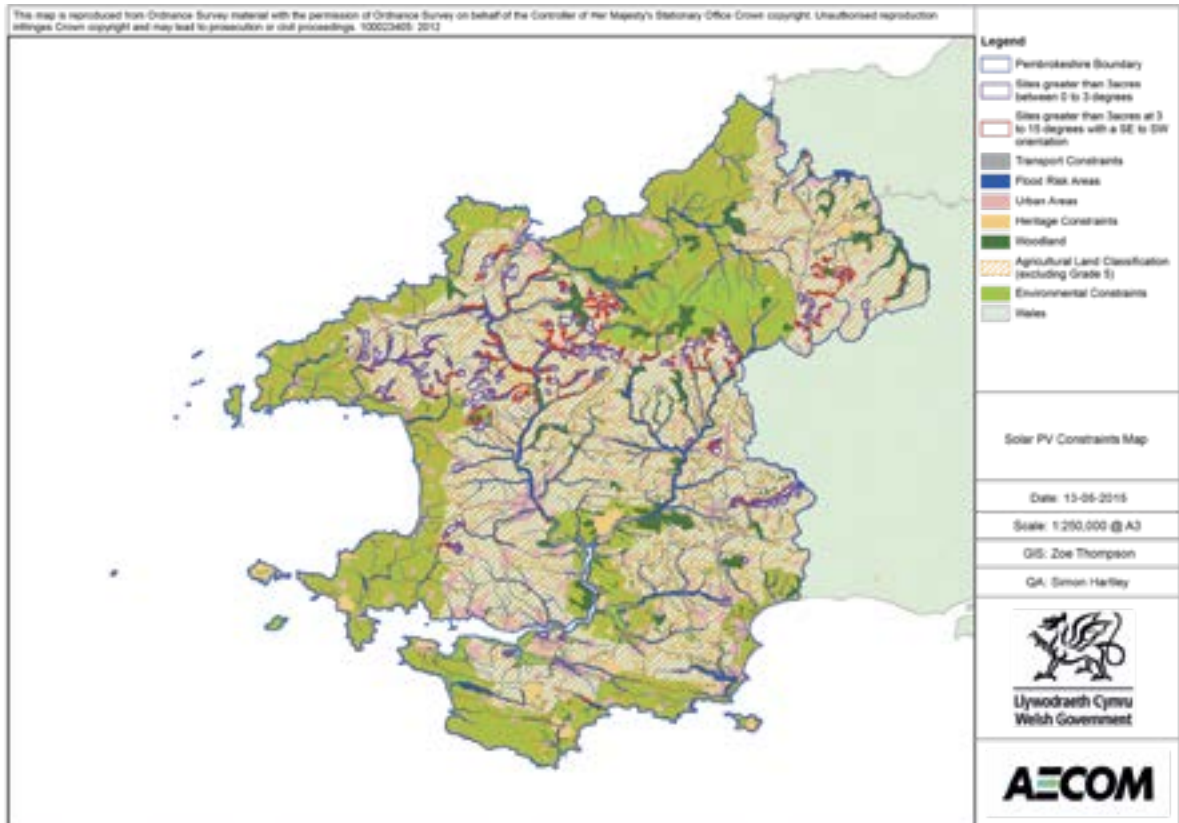 This map is reproduced from Ordnance Survey material with the permission of Ordnance Survey on behalf of the Controller of Her Majesty's Stationary Office Crown copyright. Unauthorised reproduction
infringes Crown copyright and may lead to prosecution or civil proceedings. 100023405: 2013
Legend
Pembrokeshire Boundary
Sites greater than 3acres
between 0 to 3 degrees
Sites greater than 3acres at 3
to 15 degrees with a SE to SW
orientation
Transport Constraints
Flood Risk Areas
Urban Areas
Heritage Constraints
Woodland
Agricultural Land Classification
(excluding Grade 5)
Environmental Constraints
Wales
Solar PV Constraints Map
Date: 13-05-2015
Scale: 1:250,000 @ A3
GIS: Zoe Thompson
QA: Simon Hartley
Llywodraeth Cymru
Welsh Government
AECOM